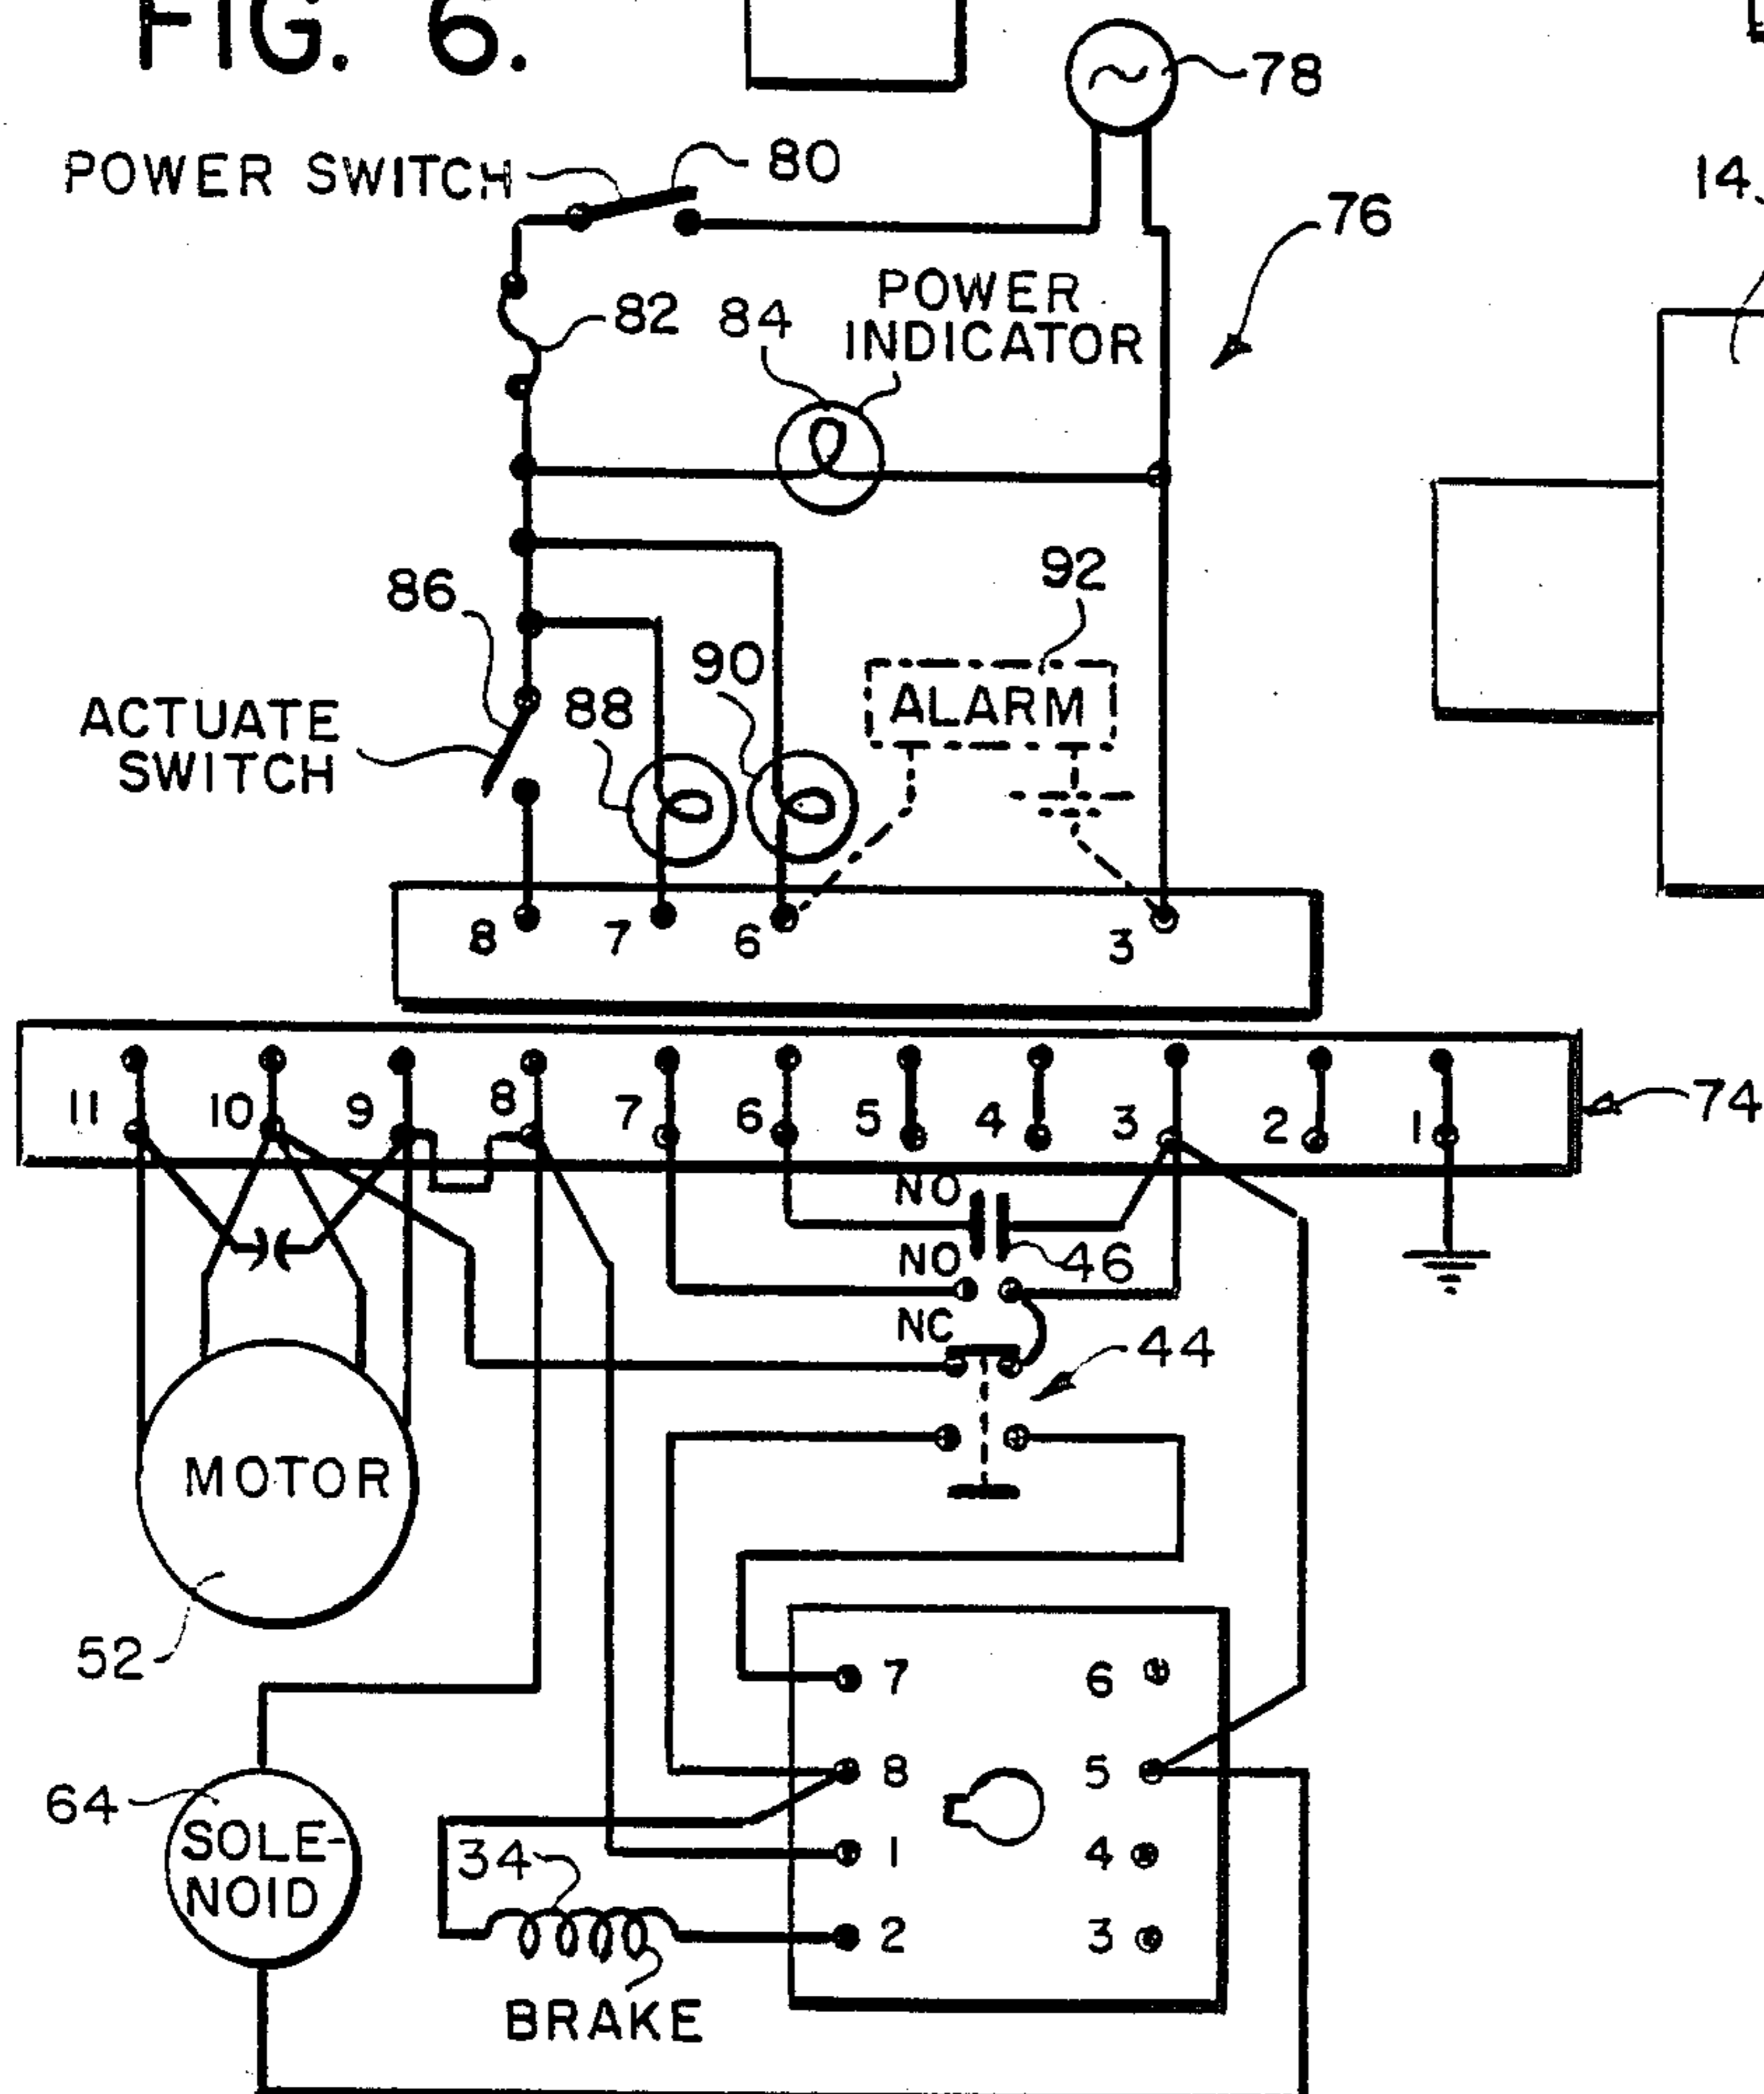 FIG. 6.
78
POWER SWITCH
80
14
76
82
84
POWER
INDICATOR
92
86
90
ALARM
88
ACTUATE
SWITCH
8
7
6
3
11
10
9
8
7
6
5
4
3
2
1
74
NO
NO
46
NC
44
MOTOR
52
7
6
8
5
64
SOLE-
NOID
34
1
4
2
3
BRAKE